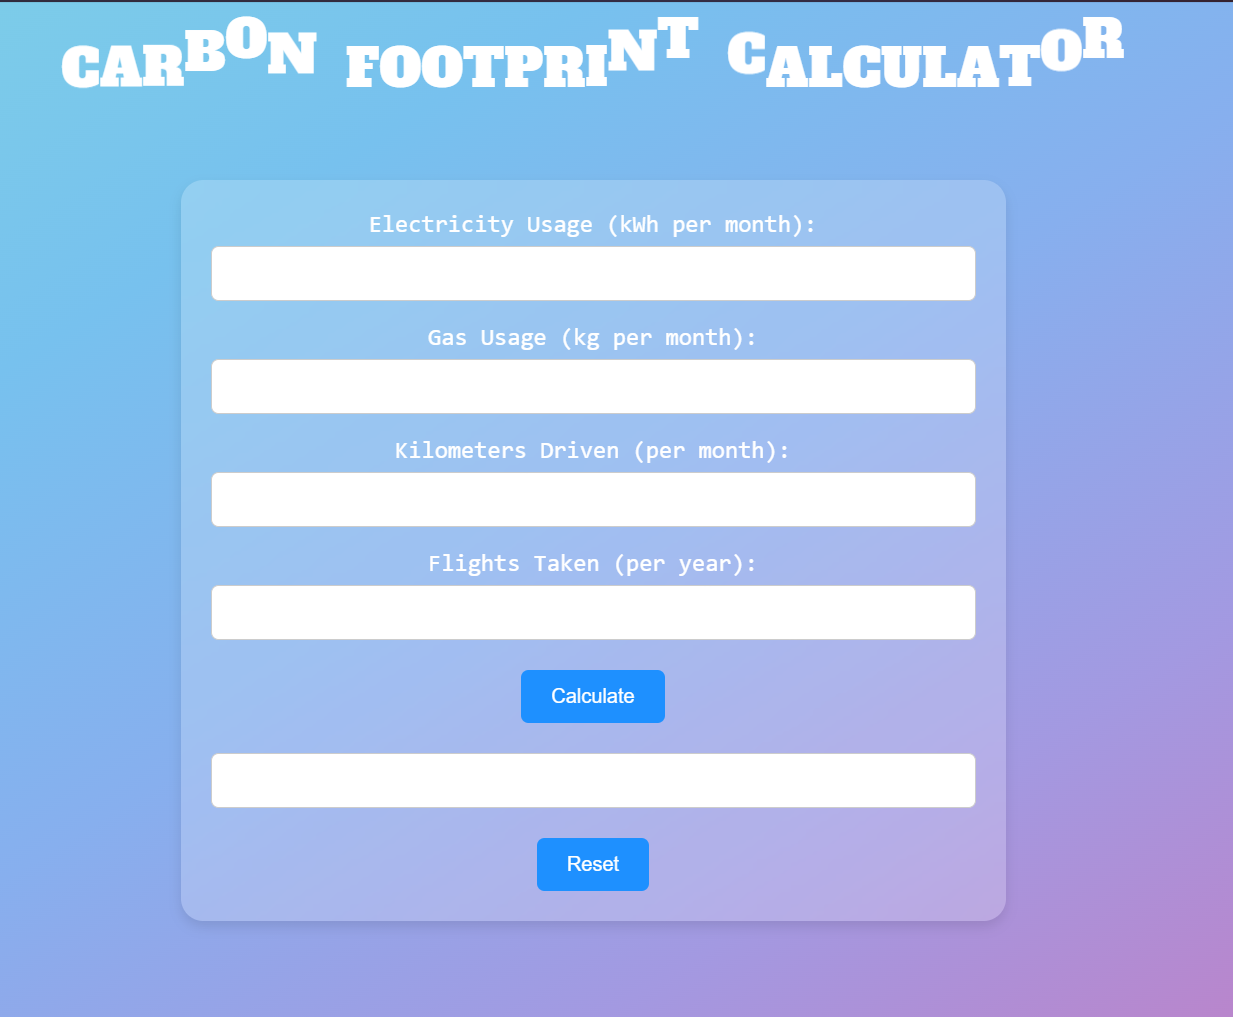 CARBON FOOTPRINT CALCULATOR
Electricity Usage (kWh per month):
Gas Usage (kg per month):
Kilometers Driven (per month):
Flights Taken (per year):
Calculate
Reset